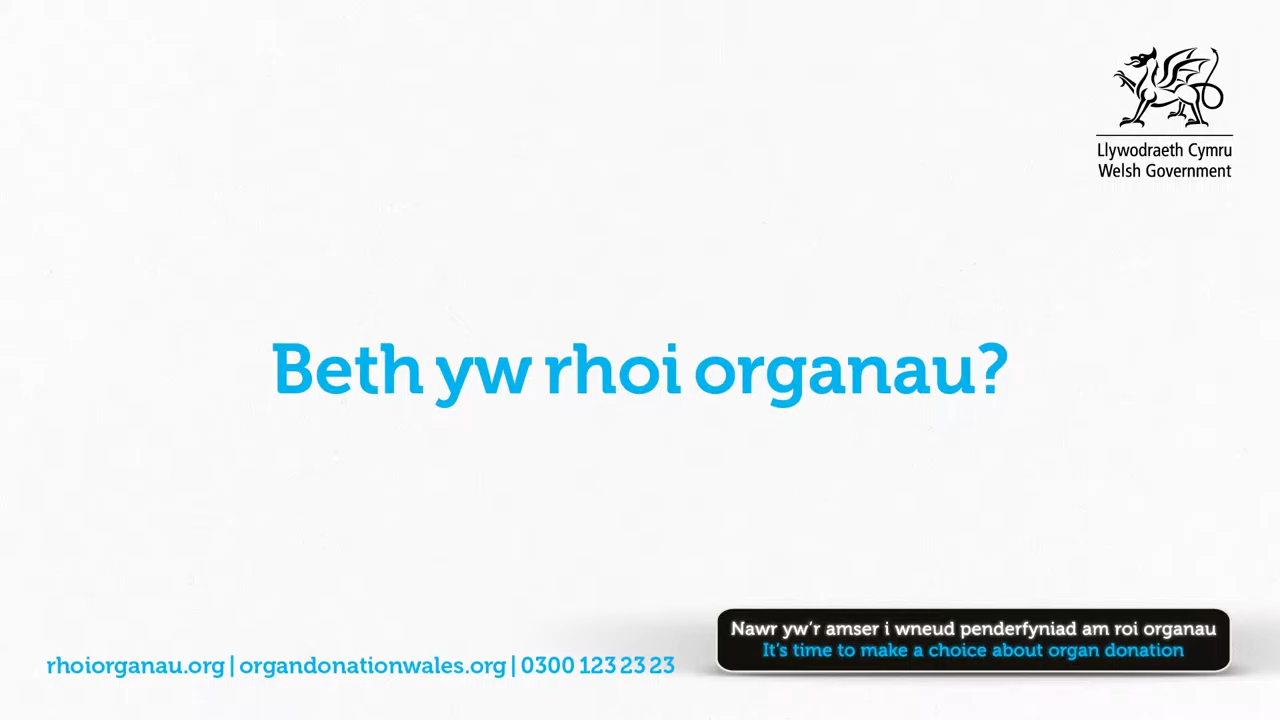 Llywodraeth Cymru
Welsh Government
Beth yw rhoi organau?
Nawr yw'r amser i wneud penderfyniad am roi organau
It's time to make a choice about organ donation
rhoiorganau.org | organdonationwales.org | 0300 123 23 23